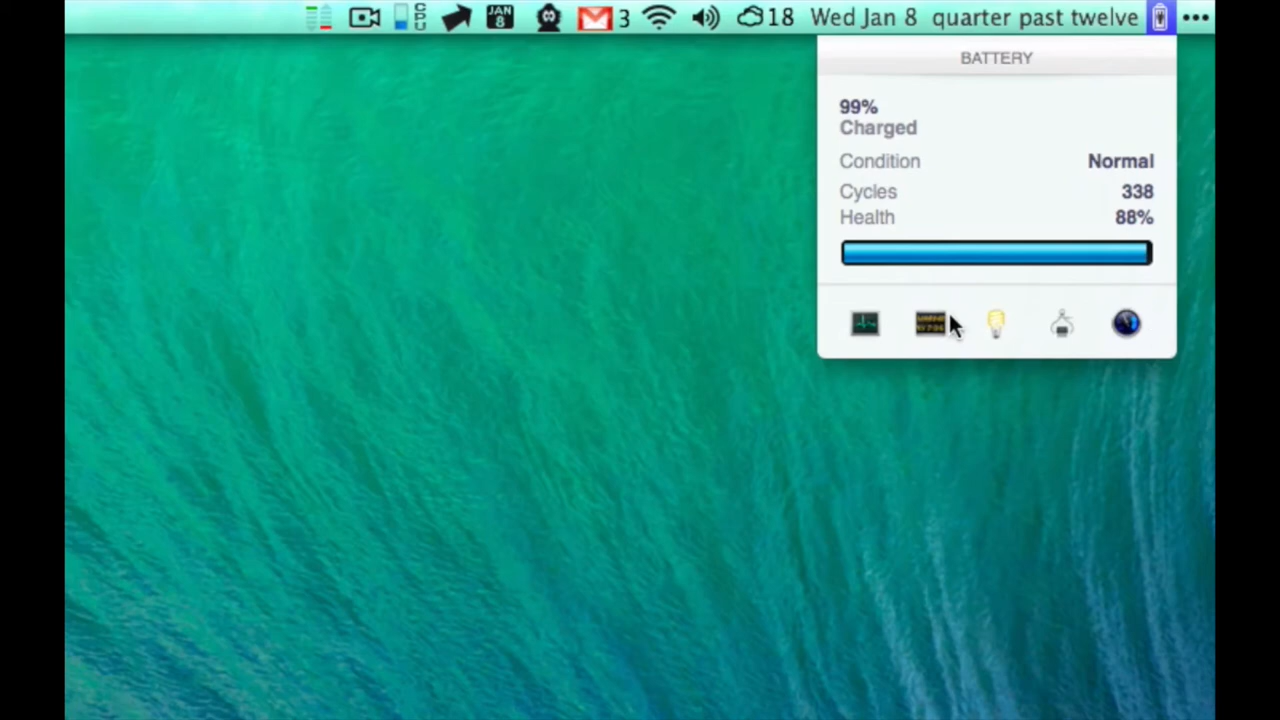 CPU JAN 8 3 18 Wed Jan 8 quarter past twelve
BATTERY
99%
Charged
Condition Normal
Cycles 338
Health 88%